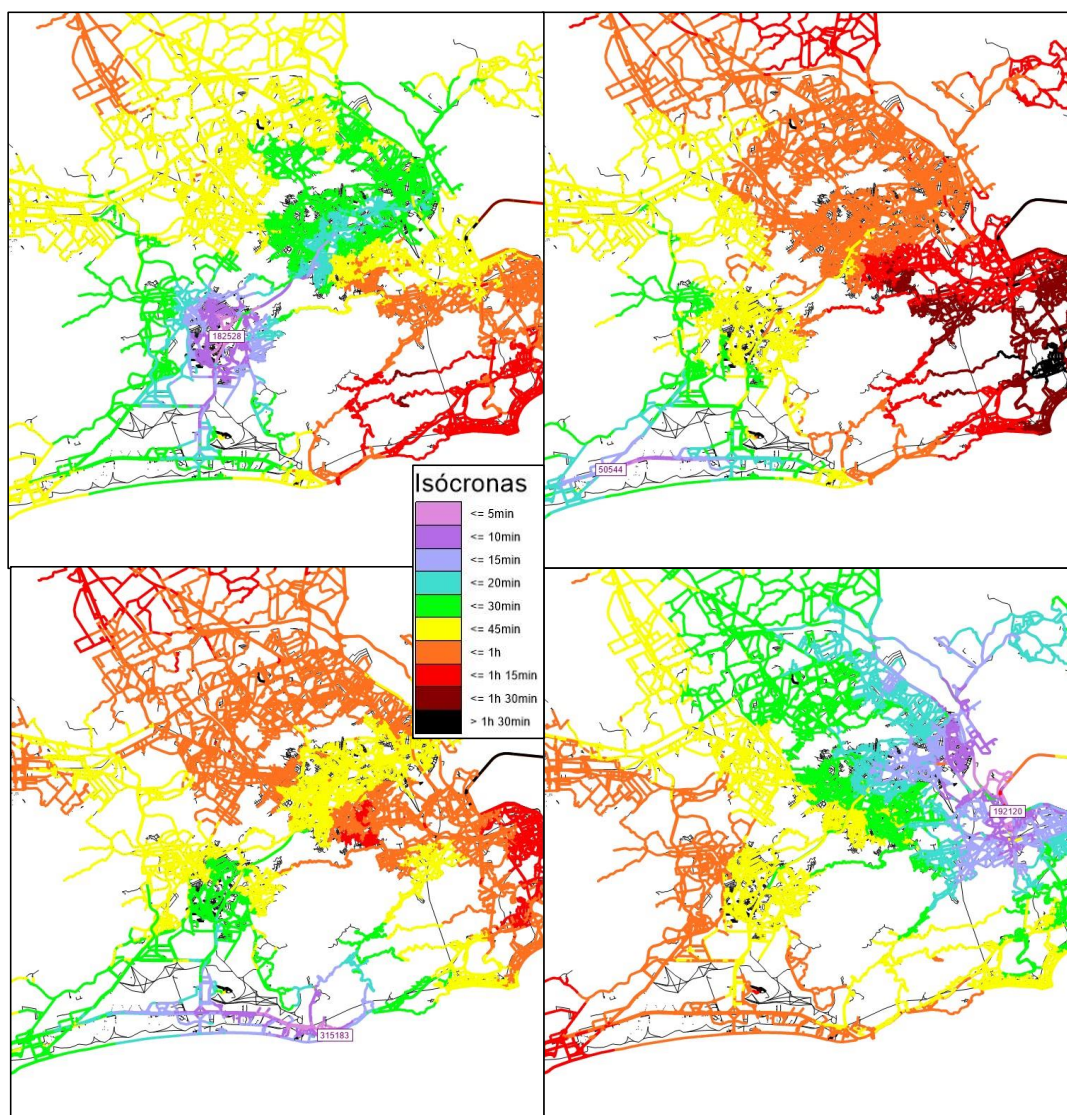 182528
50544
Isócronas
<= 5min
<= 10min
<= 15min
<= 20min
<= 30min
<= 45min
<= 1h
<= 1h 15min
<= 1h 30min
> 1h 30min
192120
315183